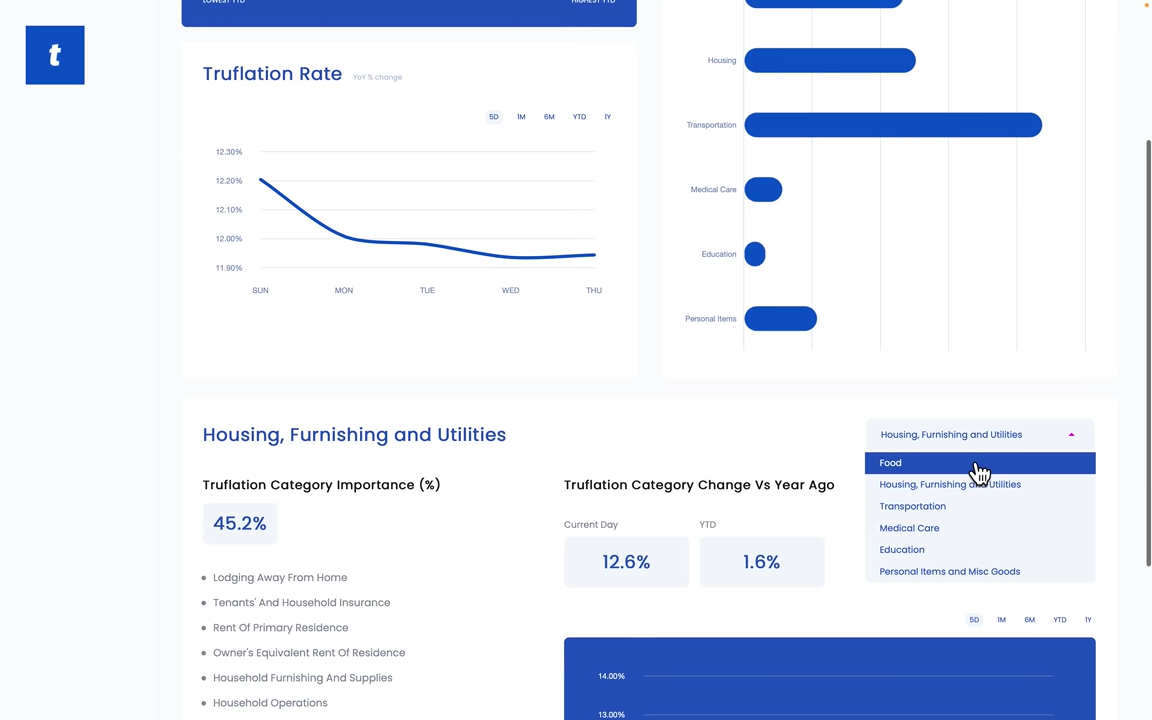 LOWEST YTD HIGHEST YTD
t
Truflation Rate YoY % change
5D 1M 6M YTD 1Y
12.30%
12.20%
12.10%
12.00%
11.90%
SUN MON TUE WED THU
Housing
Transportation
Medical Care
Education
Personal Items
Housing, Furnishing and Utilities
Housing, Furnishing and Utilities
Food
Housing, Furnishing and Utilities
Transportation
Medical Care
Education
Personal Items and Misc Goods
Truflation Category Importance (%)
45.2%
Lodging Away From Home
Tenants' And Household Insurance
Rent Of Primary Residence
Owner's Equivalent Rent Of Residence
Household Furnishing And Supplies
Household Operations
Truflation Category Change Vs Year Ago
Current Day YTD
12.6% 1.6%
5D 1M 6M YTD 1Y
14.00%
13.00%